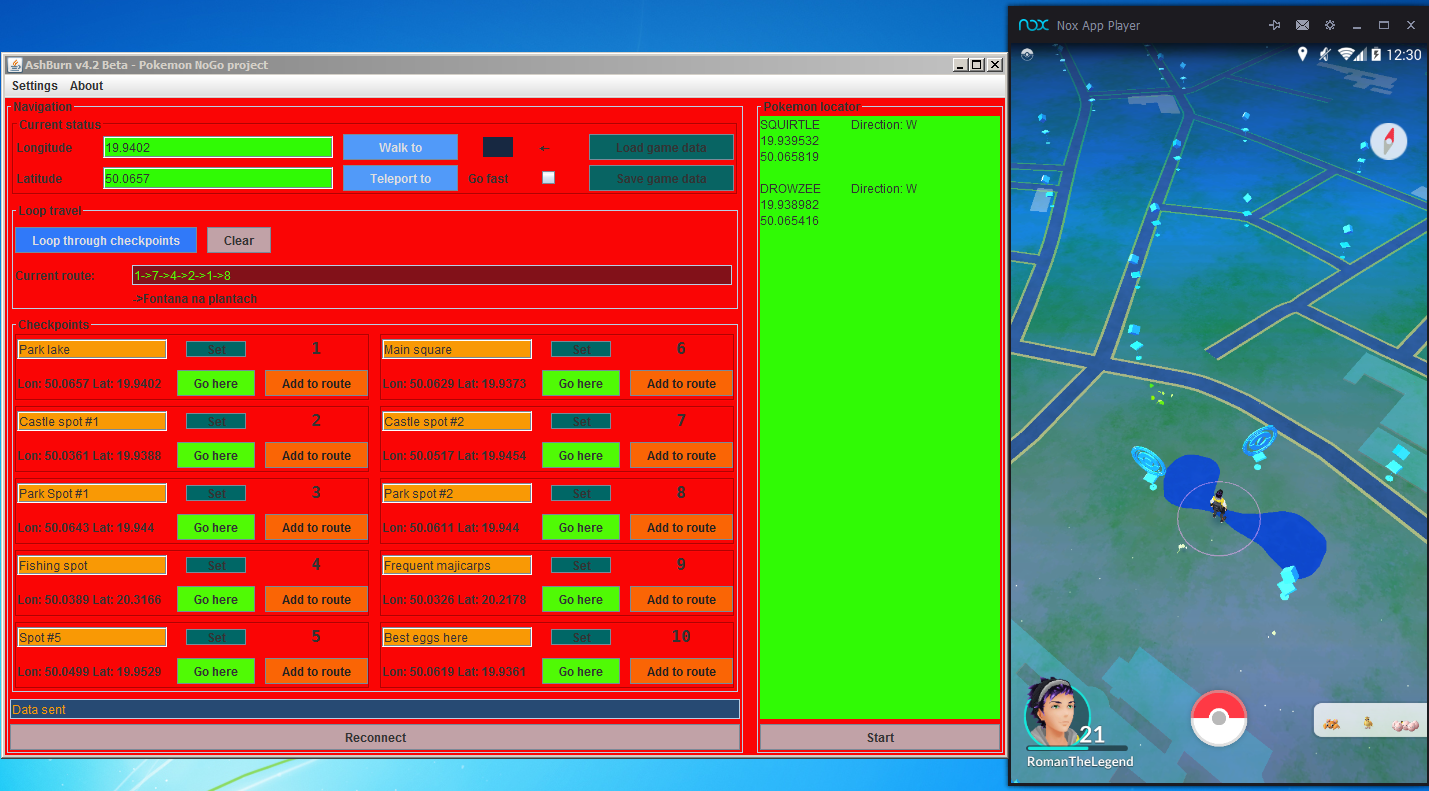 AshBurn v4.2 Beta - Pokemon NoGo project
Settings About
Navigation
Current status
Longitude 19.9402 Walk to ← Load game data
Latitude 50.0657 Teleport to Go fast Save game data
Loop travel
Loop through checkpoints Clear
Current route: 1->7->4->2->1->8
->Fontana na plantach
Checkpoints
Park lake Set 1
Lon: 50.0657 Lat: 19.9402 Go here Add to route
Main square Set 6
Lon: 50.0629 Lat: 19.9373 Go here Add to route
Castle spot #1 Set 2
Lon: 50.0361 Lat: 19.9388 Go here Add to route
Castle spot #2 Set 7
Lon: 50.0517 Lat: 19.9454 Go here Add to route
Park Spot #1 Set 3
Lon: 50.0643 Lat: 19.944 Go here Add to route
Park spot #2 Set 8
Lon: 50.0611 Lat: 19.944 Go here Add to route
Fishing spot Set 4
Lon: 50.0389 Lat: 20.3166 Go here Add to route
Frequent majicarps Set 9
Lon: 50.0326 Lat: 20.2178 Go here Add to route
Spot #5 Set 5
Lon: 50.0499 Lat: 19.9529 Go here Add to route
Best eggs here Set 10
Lon: 50.0619 Lat: 19.9361 Go here Add to route
Data sent
Reconnect
Pokemon locator
SQUIRTLE Direction: W
19.939532
50.065819
DROWZEE Direction: W
19.938982
50.065416
Start
nox Nox App Player
12:30
21
RomanTheLegend